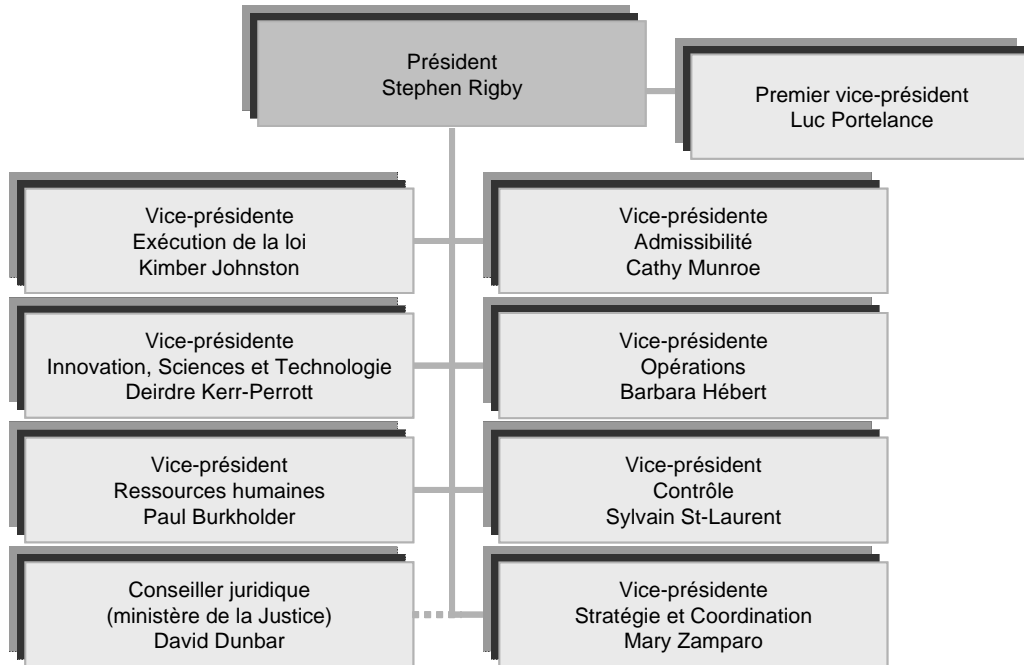 Président
Stephen Rigby
Premier vice-président
Luc Portelance
Vice-présidente
Exécution de la loi
Kimber Johnston
Vice-présidente
Admissibilité
Cathy Munroe
Vice-présidente
Innovation, Sciences et Technologie
Deirdre Kerr-Perrott
Vice-présidente
Opérations
Barbara Hébert
Vice-président
Ressources humaines
Paul Burkholder
Vice-président
Contrôle
Sylvain St-Laurent
Conseiller juridique
(ministère de la Justice)
David Dunbar
Vice-présidente
Stratégie et Coordination
Mary Zamparo